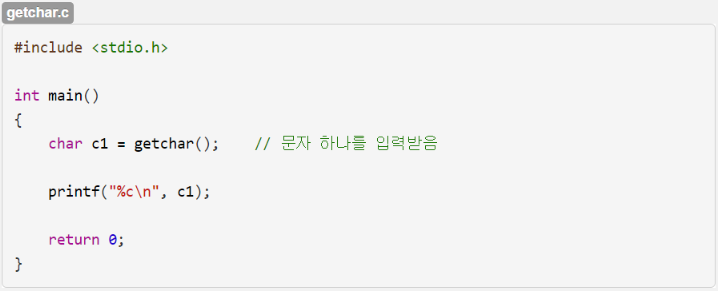 getchar.c
#include <stdio.h>
int main()
{
    char c1 = getchar();    // 문자 하나를 입력받음
    printf("%c\n", c1);
    return 0;
}